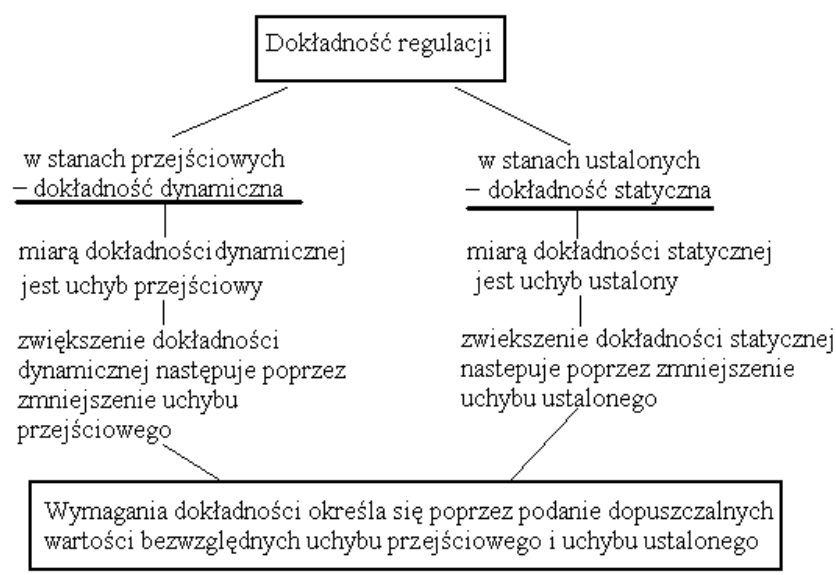 Dokładność regulacji
w stanach przejściowych
– dokładność dynamiczna
miarą dokładności dynamicznej
jest uchyb przejściowy
zwiększenie dokładności
dynamicznej następuje poprzez
zmniejszenie uchybu
przejściowego
w stanach ustalonych
– dokładność statyczna
miarą dokładności statycznej
jest uchyb ustalony
zwiekszenie dokładności statycznej
nastepuje poprzez zmniejszenie
uchybu ustalonego
Wymagania dokładności określa się poprzez podanie dopuszczalnych
wartości bezwzględnych uchybu przejściowego i uchybu ustalonego